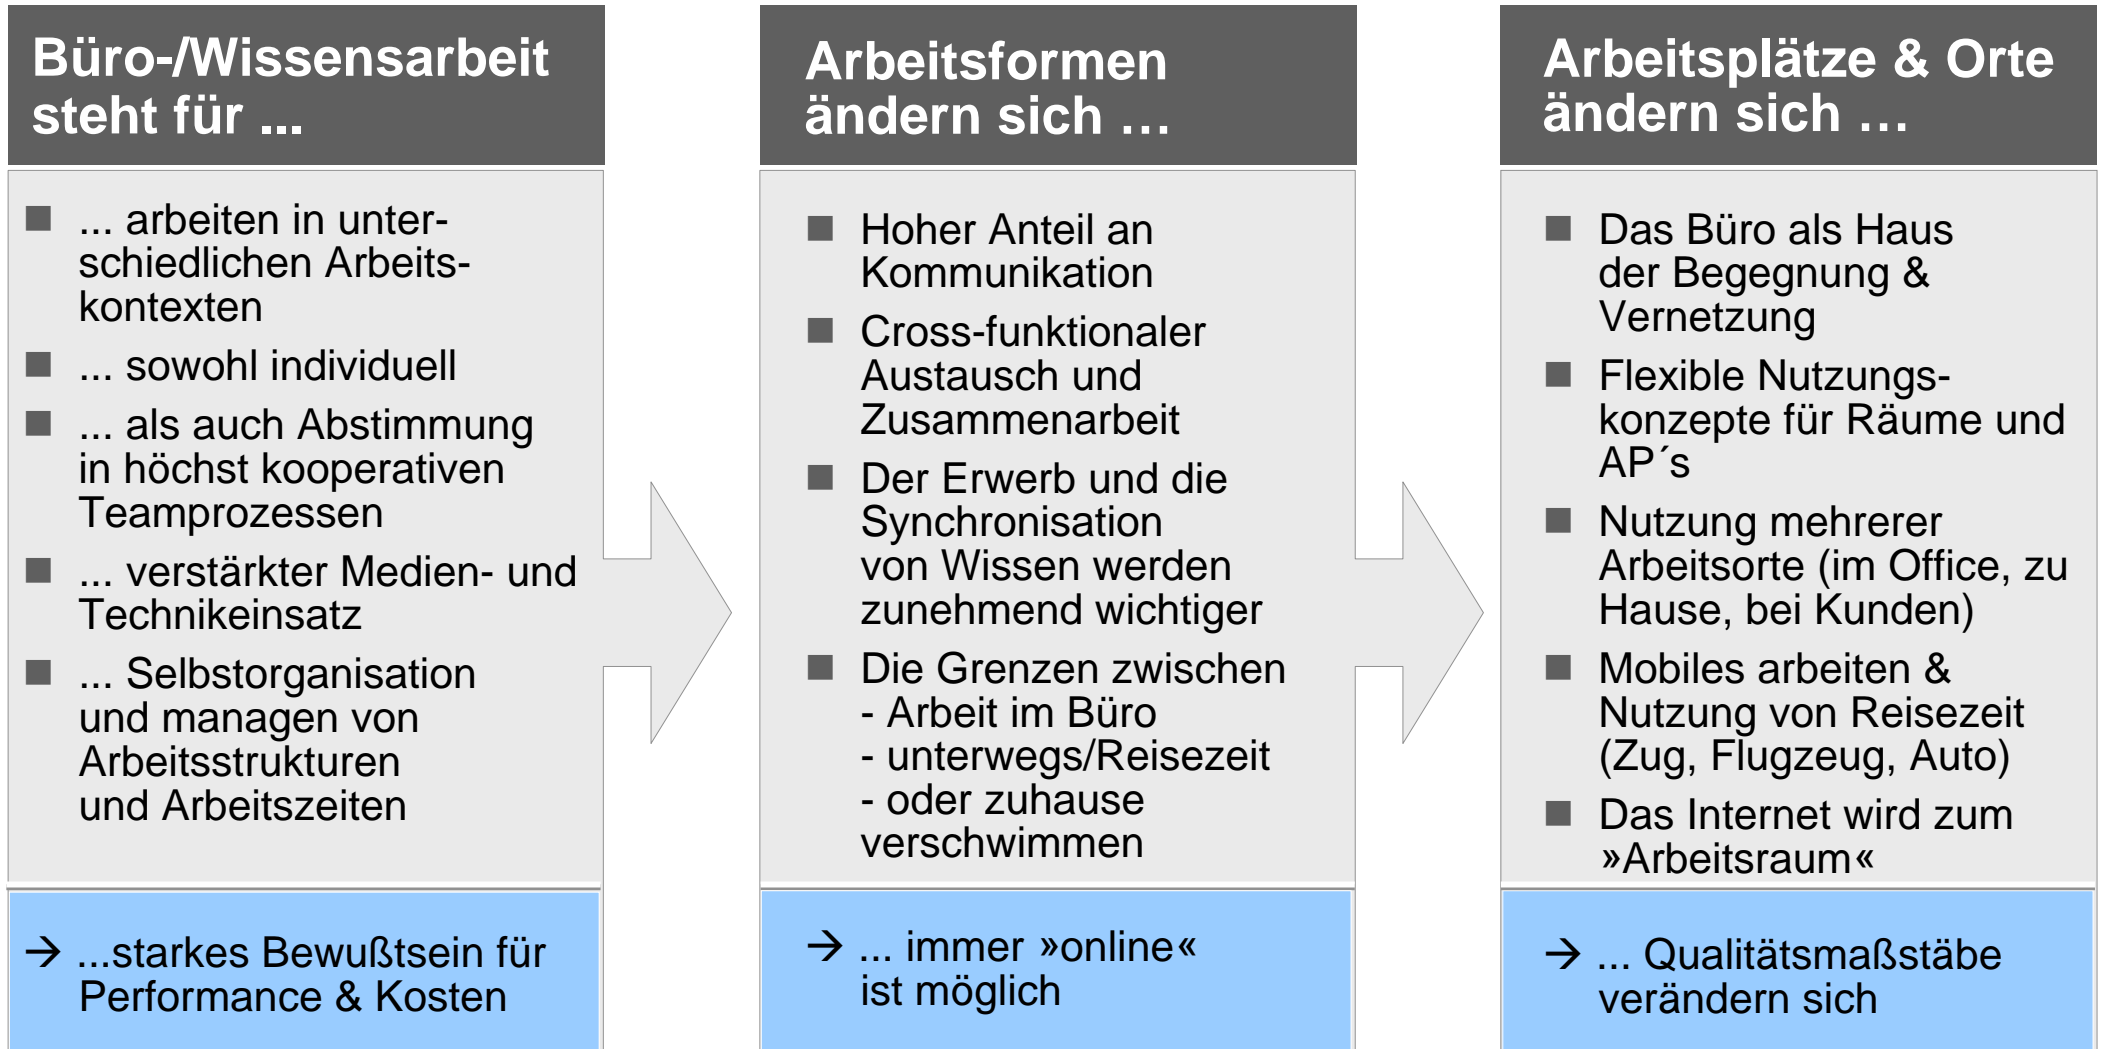 Büro-/Wissensarbeit
steht für ...
... arbeiten in unter-
schiedlichen Arbeits-
kontexten
... sowohl individuell
... als auch Abstimmung
in höchst kooperativen
Teamprozessen
... verstärkter Medien- und
Technikeinsatz
... Selbstorganisation
und managen von
Arbeitsstrukturen
und Arbeitszeiten
→ ...starkes Bewußtsein für
Performance & Kosten
Arbeitsformen
ändern sich …
Hoher Anteil an
Kommunikation
Cross-funktionaler
Austausch und
Zusammenarbeit
Der Erwerb und die
Synchronisation
von Wissen werden
zunehmend wichtiger
Die Grenzen zwischen
- Arbeit im Büro
- unterwegs/Reisezeit
- oder zuhause
verschwimmen
→ ... immer »online«
ist möglich
Arbeitsplätze & Orte
ändern sich …
Das Büro als Haus
der Begegnung &
Vernetzung
Flexible Nutzungs-
konzepte für Räume und
AP´s
Nutzung mehrerer
Arbeitsorte (im Office, zu
Hause, bei Kunden)
Mobiles arbeiten &
Nutzung von Reisezeit
(Zug, Flugzeug, Auto)
Das Internet wird zum
»Arbeitsraum«
→ ... Qualitätsmaßstäbe
verändern sich